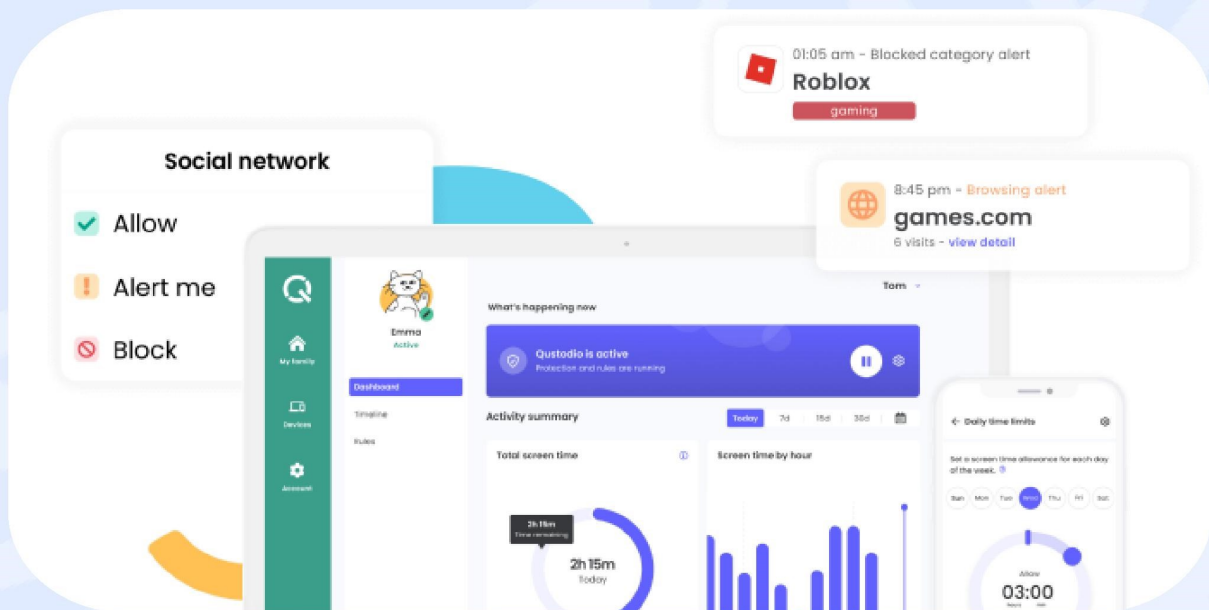 01:05 am - Blocked category alert
Roblox
gaming
8:45 pm - Browsing alert
games.com
6 visits - view detail
Social network
Allow
Alert me
Block
My family
Devices
Account
Emma
Active
Dashboard
Timeline
Rules
Tom
What's happening now
Qustodio is active
Protection and rules are running
Activity summary
Today 7d 15d 30d
Total screen time
2h 15m
Time remaining
2h 15m
Today
Screen time by hour
Daily time limits
Set a screen time allowance for each day
of the week.
Sun Mon Tue Wed Thu Fri Sat
Allow
03:00
hours min